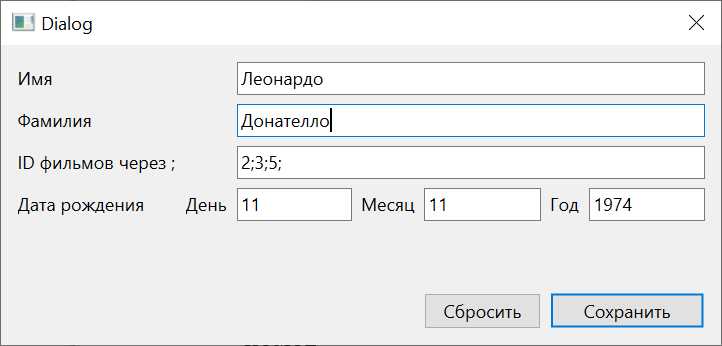 Dialog
Имя Леонардо
Фамилия Донателло
ID фильмов через ; 2;3;5;
Дата рождения День 11 Месяц 11 Год 1974
Сбросить Сохранить